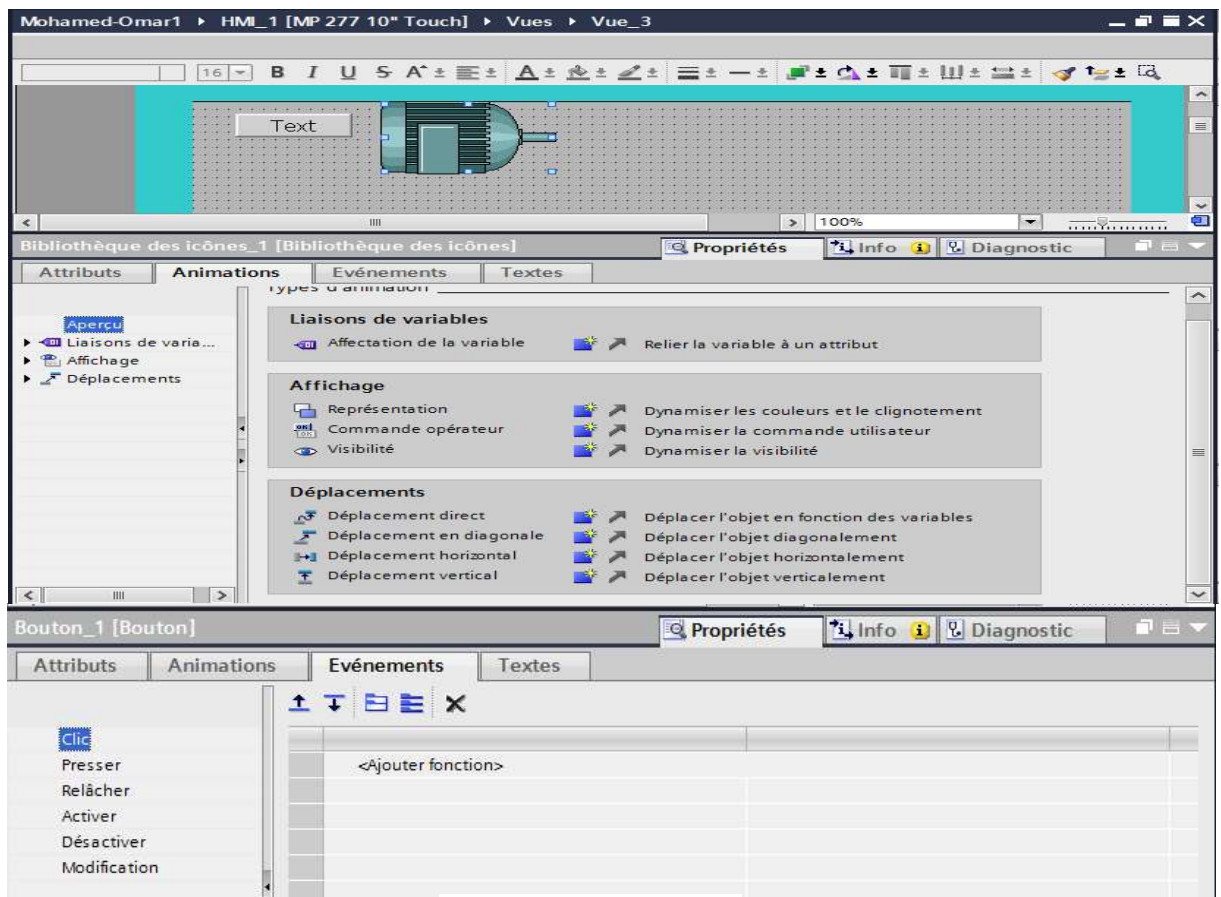 Mohamed-Omar1 ▸ HMI_1 [MP 277 10" Touch] ▸ Vues ▸ Vue_3
16 B I U S A A
Text
100%
Bibliothèque des icônes_1 [Bibliothèque des icônes] Propriétés Info Diagnostic
Attributs Animations Evénements Textes
Types d'animation
Aperçu
Liaisons de varia...
Affichage
Déplacements
Liaisons de variables
Affectation de la variable Relier la variable à un attribut
Affichage
Représentation Dynamiser les couleurs et le clignotement
Commande opérateur Dynamiser la commande utilisateur
Visibilité Dynamiser la visibilité
Déplacements
Déplacement direct Déplacer l'objet en fonction des variables
Déplacement en diagonale Déplacer l'objet diagonalement
Déplacement horizontal Déplacer l'objet horizontalement
Déplacement vertical Déplacer l'objet verticalement
Bouton_1 [Bouton] Propriétés Info Diagnostic
Attributs Animations Evénements Textes
Clic
Presser
Relâcher
Activer
Désactiver
Modification
<Ajouter fonction>